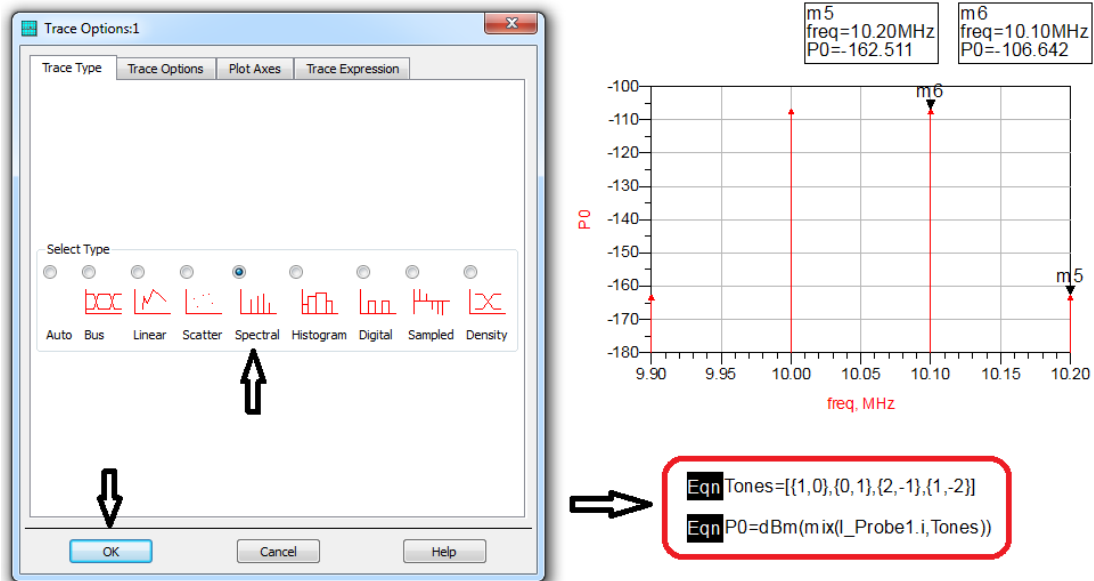 Trace Options:1
Trace Type Trace Options Plot Axes Trace Expression
Select Type
Auto Bus Linear Scatter Spectral Histogram Digital Sampled Density
OK Cancel Help
m5
freq=10.20MHz
P0=-162.511
m6
freq=10.10MHz
P0=-106.642
m6
m5
-100
-110
-120
-130
-140
-150
-160
-170
-180
P0
9.90 9.95 10.00 10.05 10.10 10.15 10.20
freq, MHz
Eqn Tones=[{1,0},{0,1},{2,-1},{1,-2}]
Eqn P0=dBm(mix(I_Probe1.i,Tones))